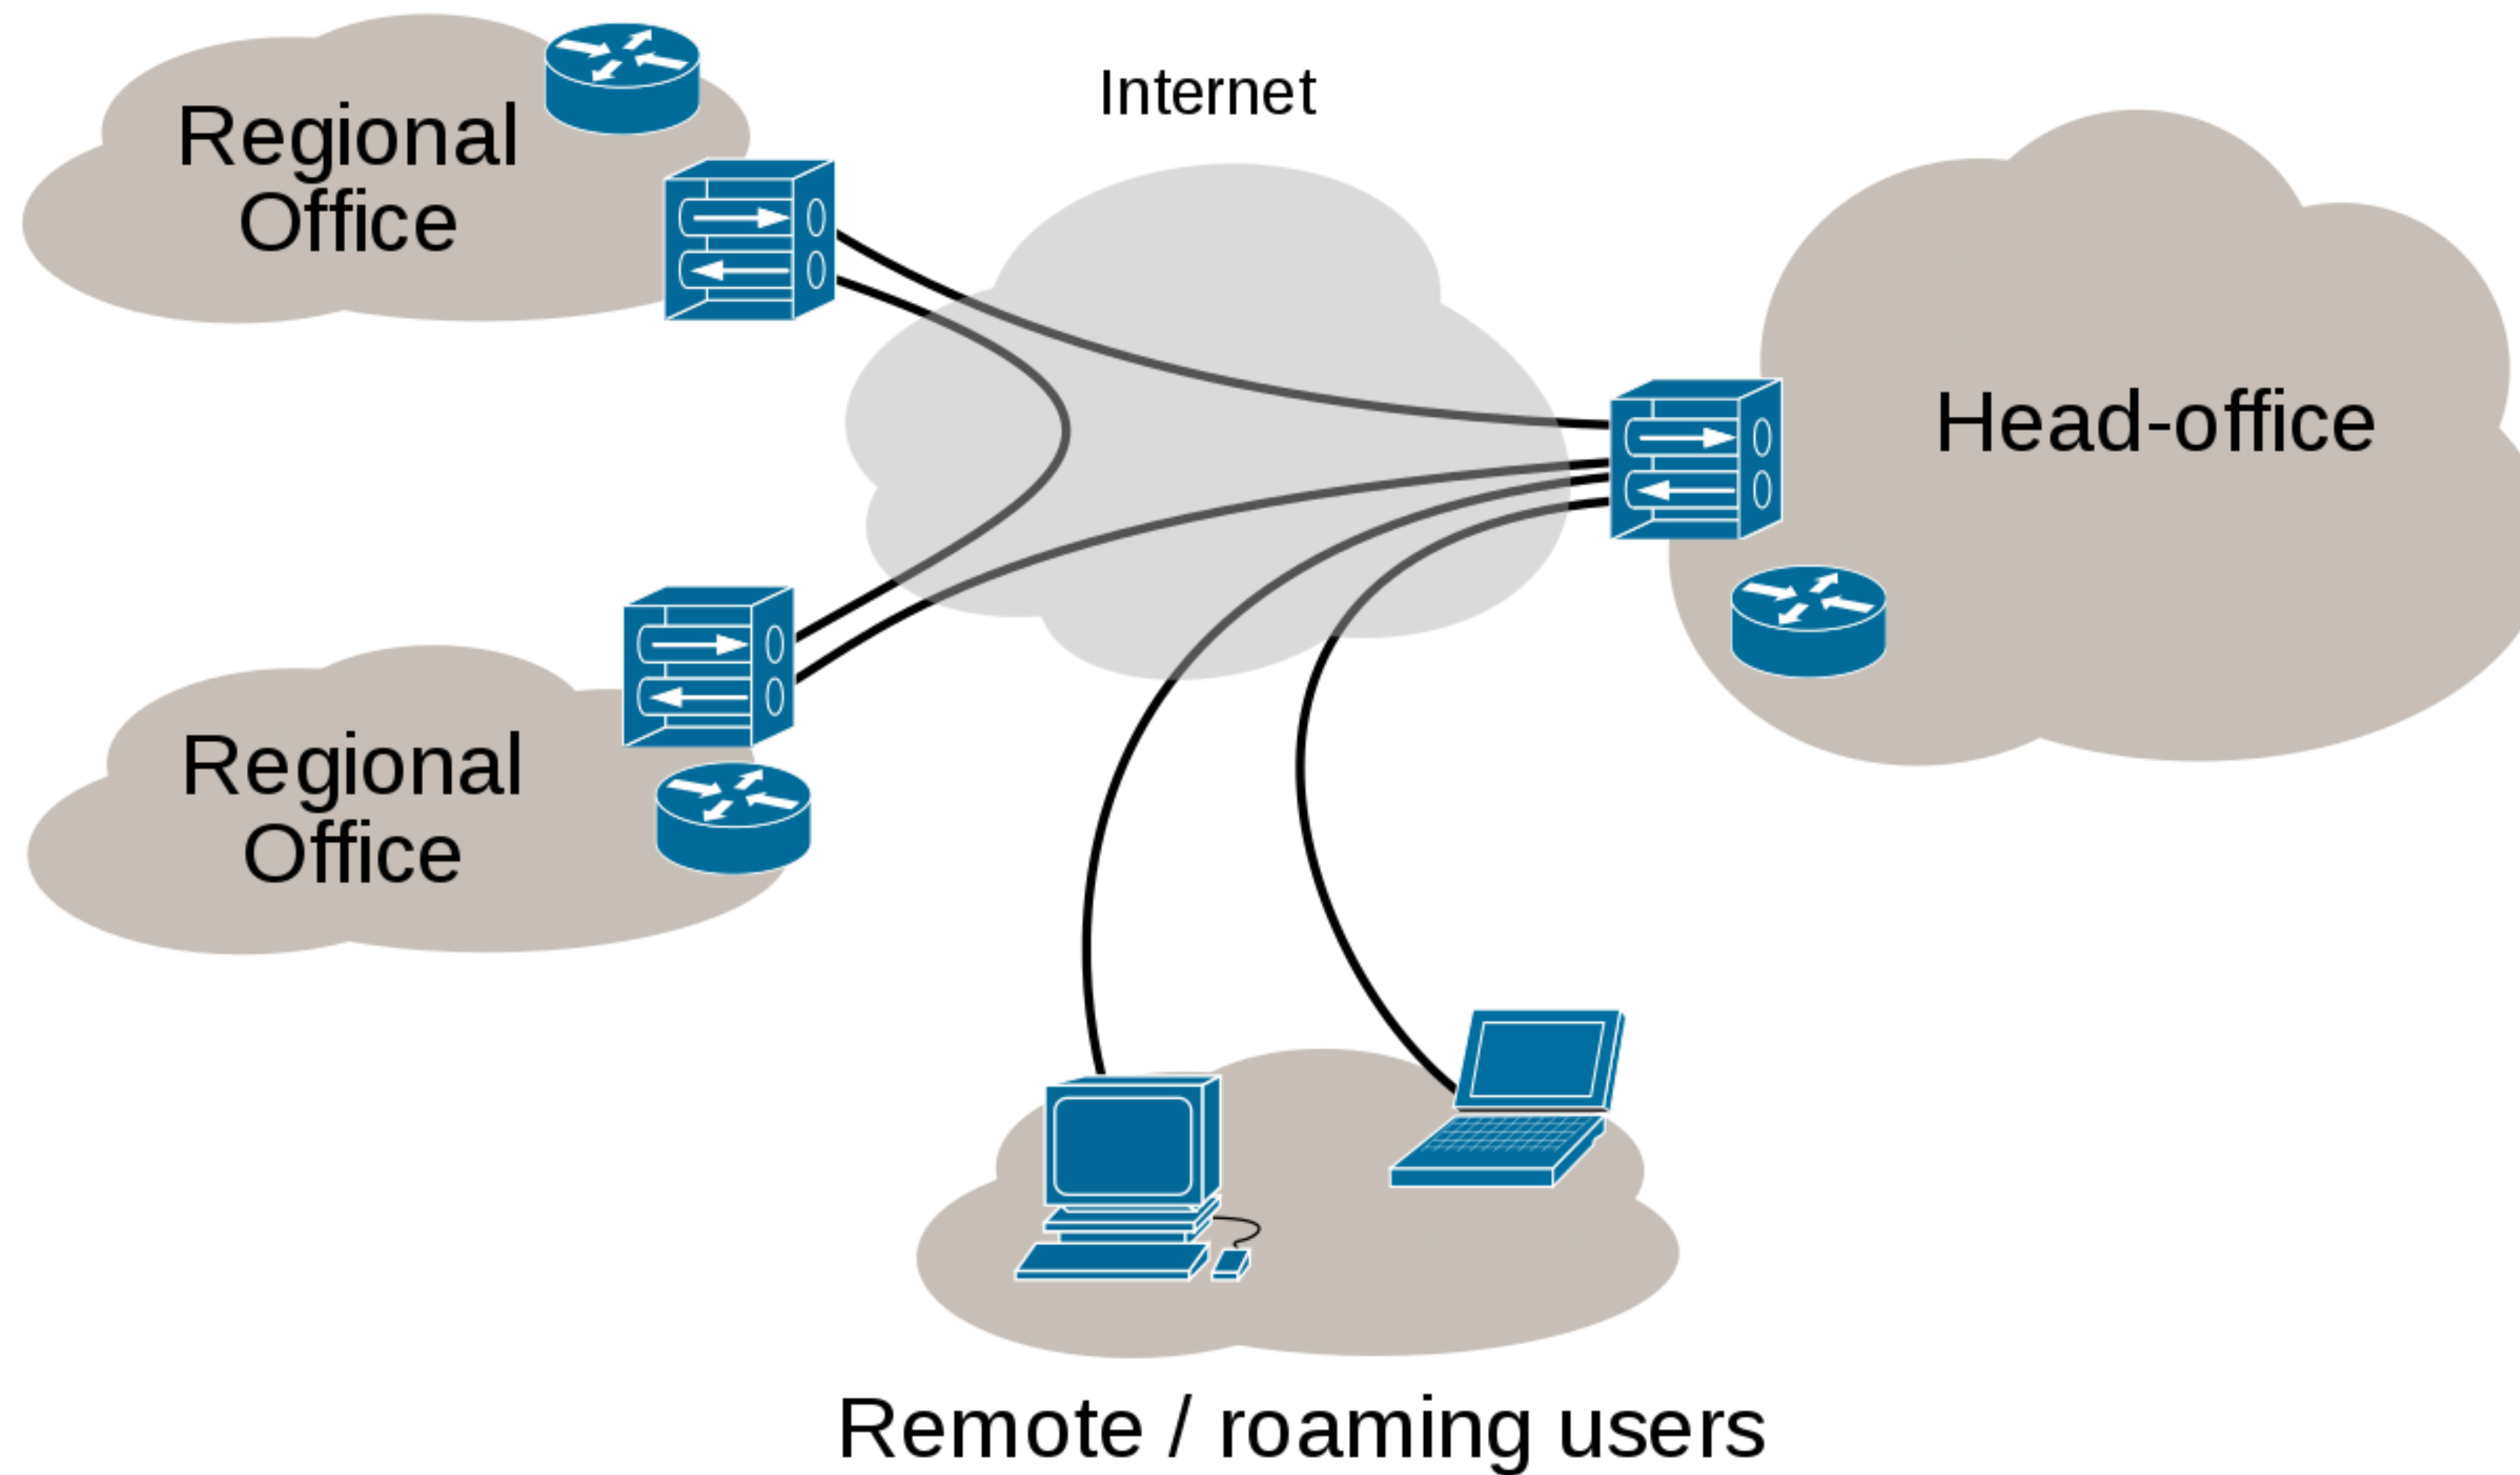 Internet
Regional
Office
Head-office
Regional
Office
Remote / roaming users